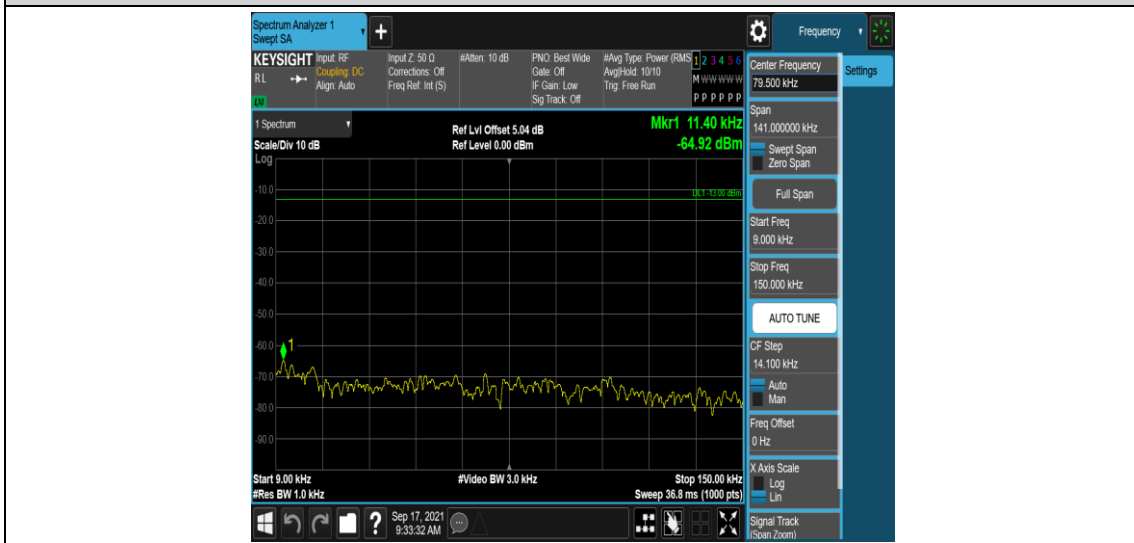 Spectrum Analyzer 1
Swept SA
+
Frequency
KEYSIGHT
RL
LXI
Input: RF
Coupling: DC
Align: Auto
Input Z: 50 Ω
Corrections: Off
Freq Ref: Int (S)
#Atten: 10 dB
PNO: Best Wide
Gate: Off
IF Gain: Low
Sig Track: Off
#Avg Type: Power (RMS
Avg|Hold: 10/10
Trig: Free Run
1 2 3 4 5 6
M W W W W W
P P P P P P
Center Frequency
79.500 kHz
Settings
1 Spectrum
Scale/Div 10 dB
Ref Lvl Offset 5.04 dB
Ref Level 0.00 dBm
Mkr1 11.40 kHz
-64.92 dBm
Log
-10.0
-20.0
-30.0
-40.0
-50.0
-60.0
-70.0
-80.0
-90.0
DL1 -13.00 dBm
1
Start 9.00 kHz
#Res BW 1.0 kHz
#Video BW 3.0 kHz
Stop 150.00 kHz
Sweep 36.8 ms (1000 pts)
Span
141.000000 kHz
Swept Span
Zero Span
Full Span
Start Freq
9.000 kHz
Stop Freq
150.000 kHz
AUTO TUNE
CF Step
14.100 kHz
Auto
Man
Freq Offset
0 Hz
X Axis Scale
Log
Lin
Signal Track
(Span Zoom)
?
Sep 17, 2021
9:33:32 AM